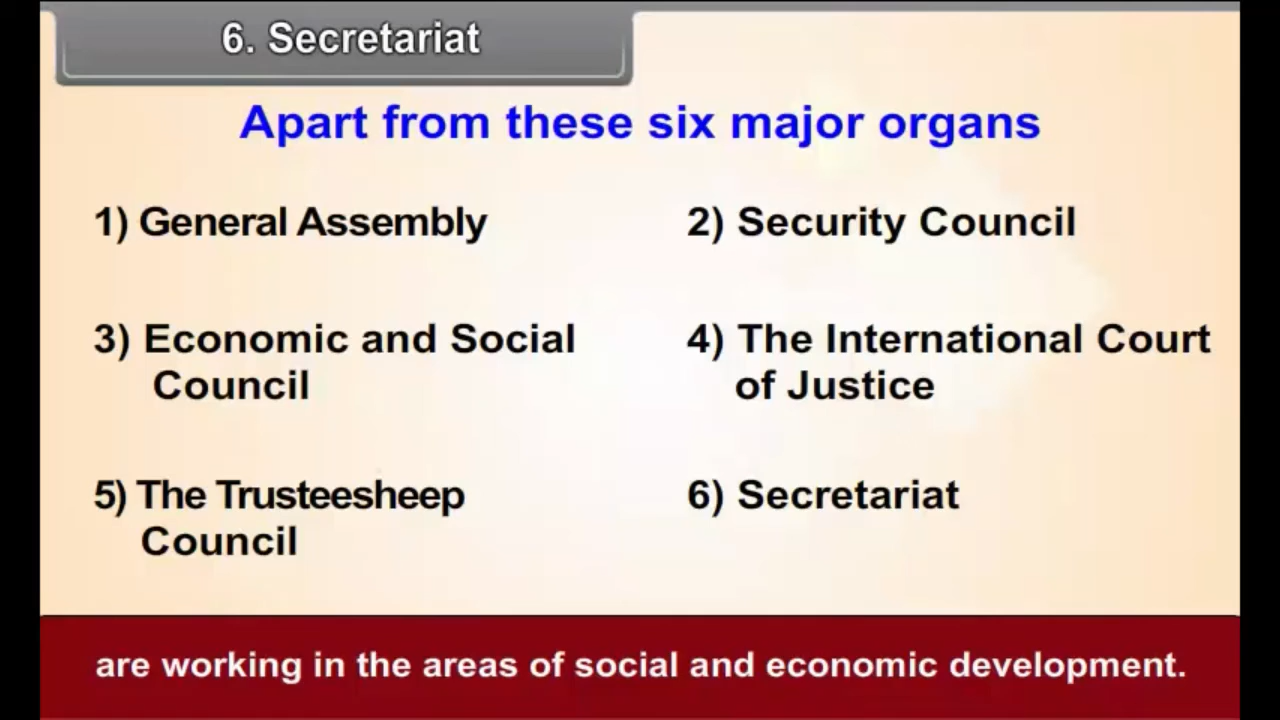 6. Secretariat
Apart from these six major organs
1) General Assembly
2) Security Council
3) Economic and Social
Council
4) The International Court
of Justice
5) The Trusteesheep
Council
6) Secretariat
are working in the areas of social and economic development.